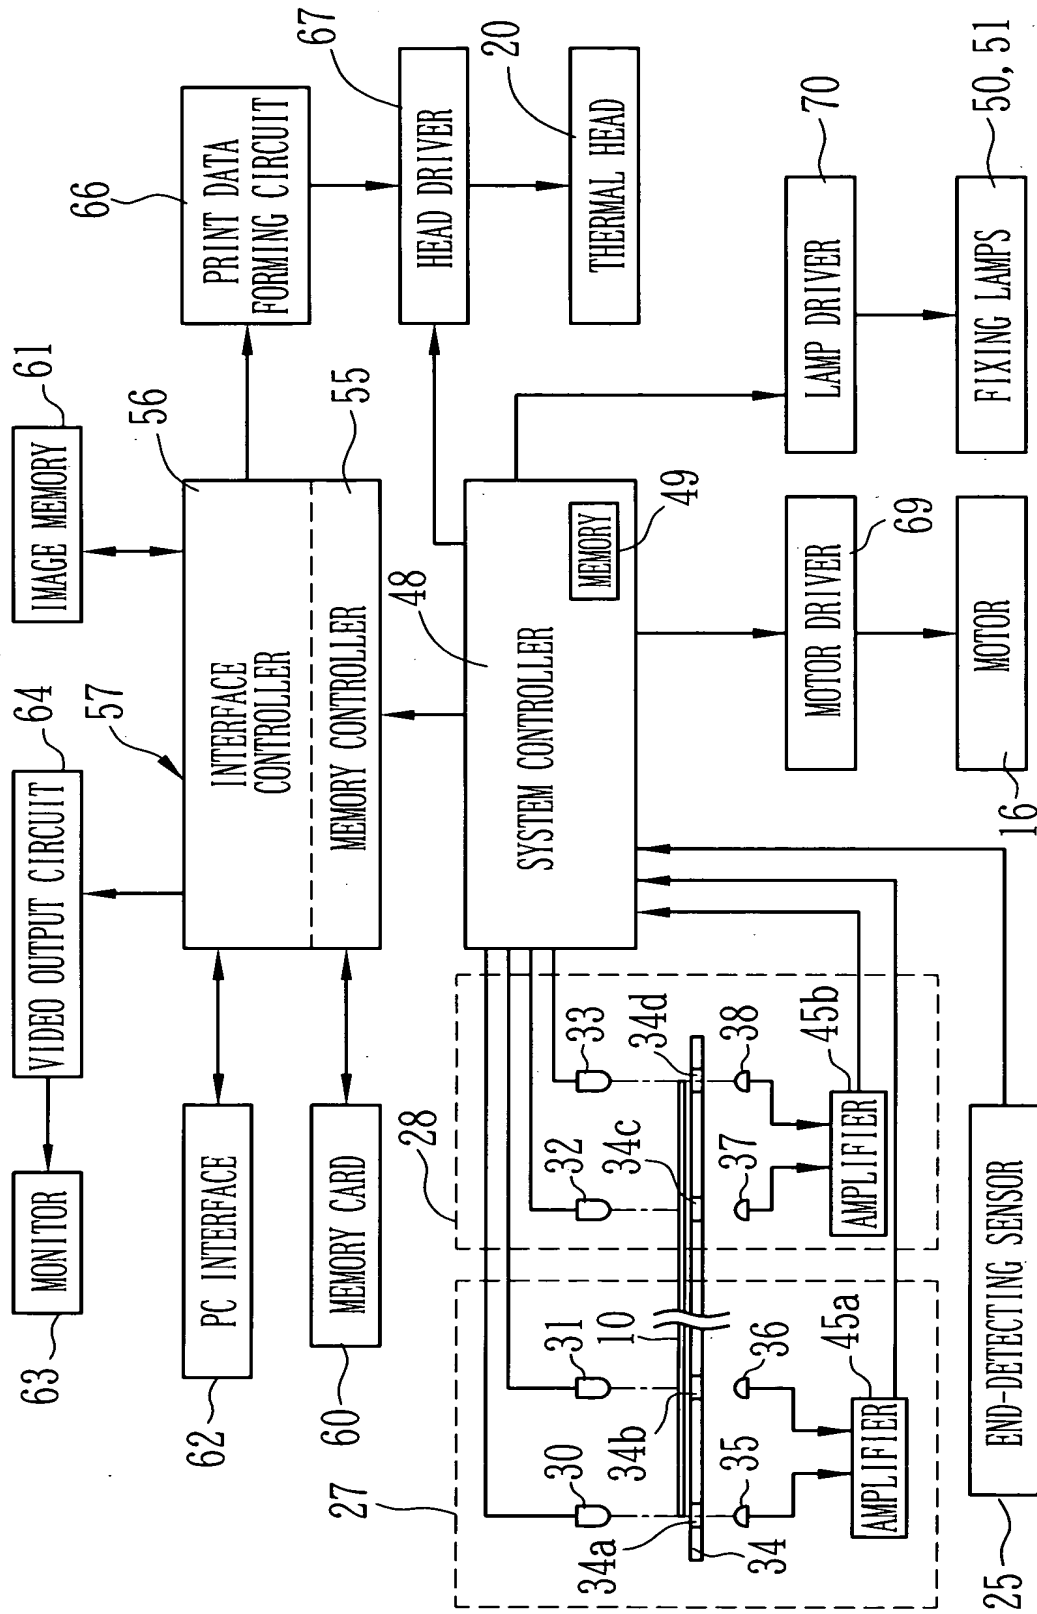 63
MONITOR
VIDEO OUTPUT CIRCUIT
64
IMAGE MEMORY
61
57
56
66
62
PC INTERFACE
INTERFACE
CONTROLLER
PRINT DATA
FORMING CIRCUIT
60
MEMORY CARD
MEMORY CONTROLLER
55
67
HEAD DRIVER
27
28
48
SYSTEM CONTROLLER
MEMORY
49
20
THERMAL HEAD
30
31
32
33
34a
34b
10
34c
34d
34
35
36
37
38
45a
AMPLIFIER
45b
AMPLIFIER
MOTOR DRIVER
69
LAMP DRIVER
70
25
END-DETECTING SENSOR
16
MOTOR
FIXING LAMPS
50, 51